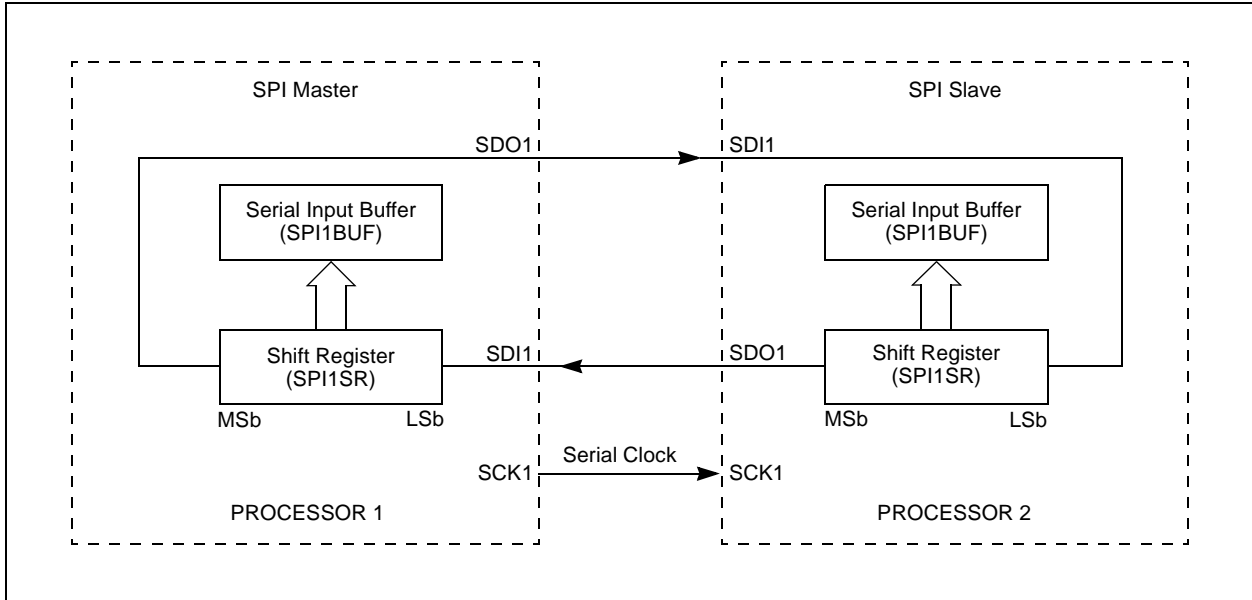 SPI Master
SPI Slave
SDO1
SDI1
Serial Input Buffer
(SPI1BUF)
Serial Input Buffer
(SPI1BUF)
Shift Register
(SPI1SR)
SDI1
SDO1
Shift Register
(SPI1SR)
MSb
LSb
MSb
LSb
Serial Clock
SCK1
SCK1
PROCESSOR 1
PROCESSOR 2